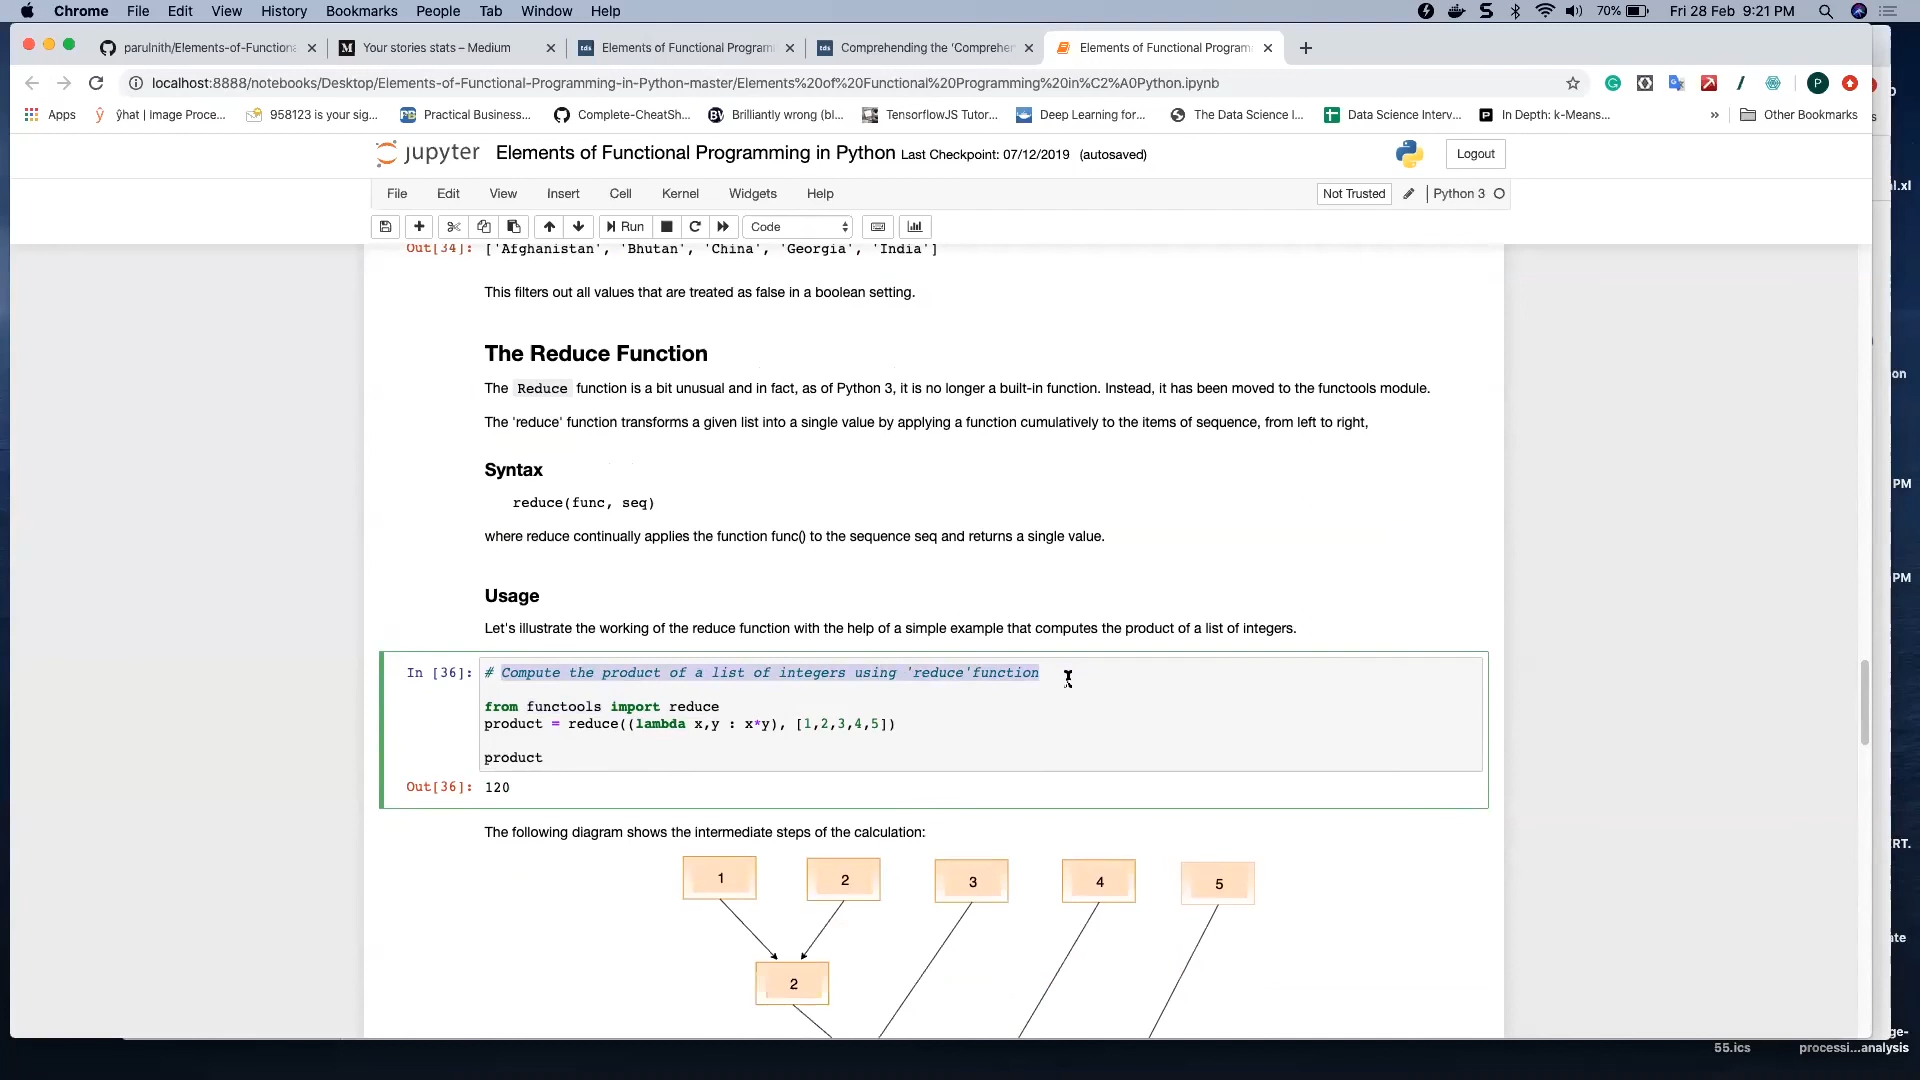 Chrome File Edit View History Bookmarks People Tab Window Help 70% Fri 28 Feb 9:21 PM
parulnith/Elements-of-Functiona Your stories stats – Medium Elements of Functional Programi Comprehending the 'Comprehen Elements of Functional Program
localhost:8888/notebooks/Desktop/Elements-of-Functional-Programming-in-Python-master/Elements%20of%20Functional%20Programming%20in%C2%A0Python.ipynb
Apps ŷhat | Image Proce... 958123 is your sig... Practical Business... Complete-CheatSh... Brilliantly wrong (bl... TensorflowJS Tutor... Deep Learning for... The Data Science I... Data Science Interv... In Depth: k-Means... » Other Bookmarks
jupyter Elements of Functional Programming in Python Last Checkpoint: 07/12/2019 (autosaved) Logout
File Edit View Insert Cell Kernel Widgets Help Not Trusted Python 3
Run Code
Out[34]: ['Afghanistan', 'Bhutan', 'China', 'Georgia', 'India']
This filters out all values that are treated as false in a boolean setting.
The Reduce Function
The Reduce function is a bit unusual and in fact, as of Python 3, it is no longer a built-in function. Instead, it has been moved to the functools module.
The 'reduce' function transforms a given list into a single value by applying a function cumulatively to the items of sequence, from left to right,
Syntax
reduce(func, seq)
where reduce continually applies the function func() to the sequence seq and returns a single value.
Usage
Let's illustrate the working of the reduce function with the help of a simple example that computes the product of a list of integers.
In [36]: # Compute the product of a list of integers using 'reduce'function
from functools import reduce
product = reduce((lambda x,y : x*y), [1,2,3,4,5])
product
Out[36]: 120
The following diagram shows the intermediate steps of the calculation:
1 2 3 4 5
2
55.ics processi...analysis